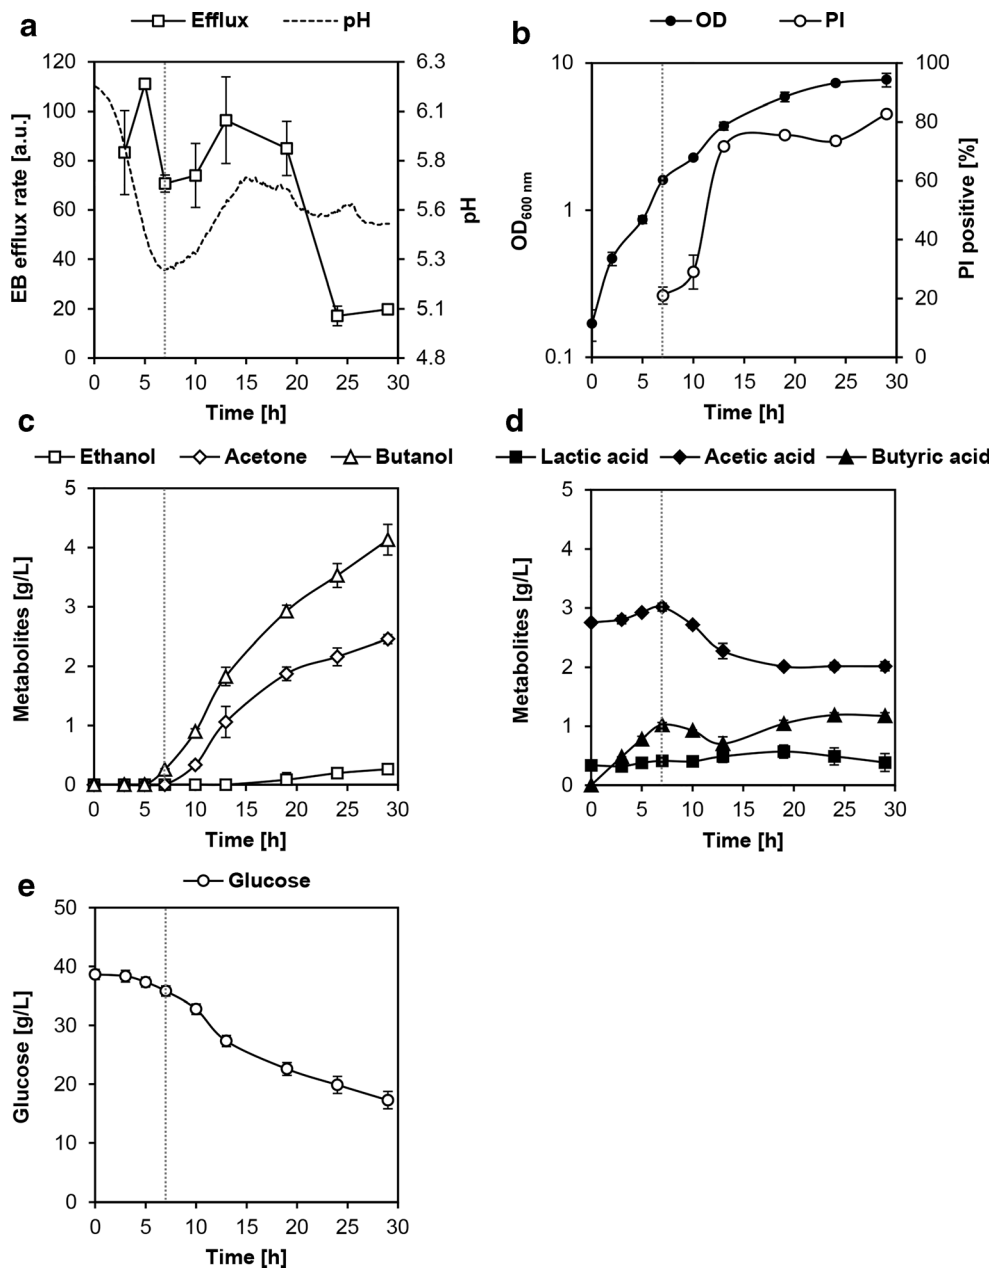 a
Efflux pH
120 6.3
100 6.1
80 5.8
60 5.6
40 5.3
20 5.1
0 4.8
EB efflux rate [a.u.]
pH
0 5 10 15 20 25 30
Time [h]
b
OD PI
10 100
80
1 60
40
20
0.1 0
OD600 nm
PI positive [%]
0 5 10 15 20 25 30
Time [h]
c
Ethanol Acetone Butanol
5
4
3
2
1
0
Metabolites [g/L]
0 5 10 15 20 25 30
Time [h]
d
Lactic acid Acetic acid Butyric acid
5
4
3
2
1
0
Metabolites [g/L]
0 5 10 15 20 25 30
Time [h]
e
Glucose
50
40
30
20
10
0
Glucose [g/L]
0 5 10 15 20 25 30
Time [h]